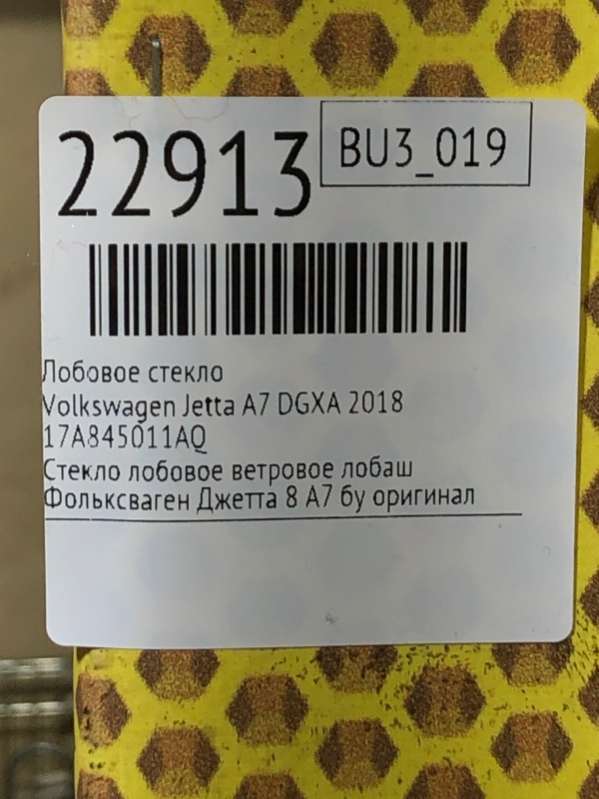 22913
BU3_019
Лобовое стекло
Volkswagen Jetta A7 DGXA 2018
17A845011AQ
Стекло лобовое ветровое лобаш
Фольксваген Джетта 8 А7 бу оригинал